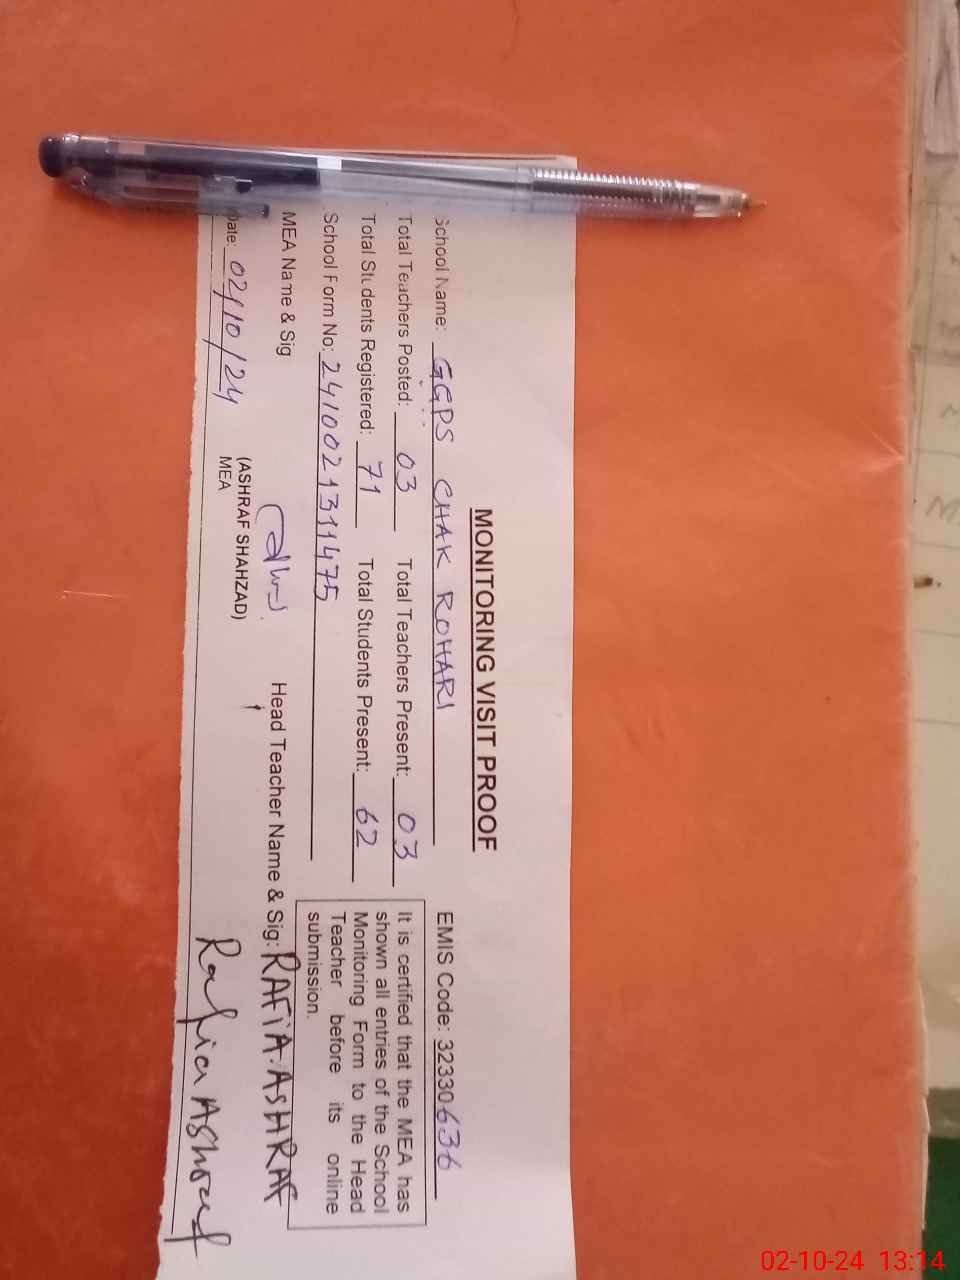 MONITORING VISIT PROOF
School Name: GGPS CHAK ROHARI EMIS Code: 32330636
Total Teachers Posted: 03 Total Teachers Present: 03
Total Students Registered: 71 Total Students Present: 62
School Form No: 2410021311475
It is certified that the MEA has
shown all entries of the School
Monitoring Form to the Head
Teacher before its online
submission.
MEA Name & Sig
Head Teacher Name & Sig: RAFiA.ASHRAF
(ASHRAF SHAHZAD)
MEA
Date: 02/10/24
Rafia Ashraf
02-10-24 13:14